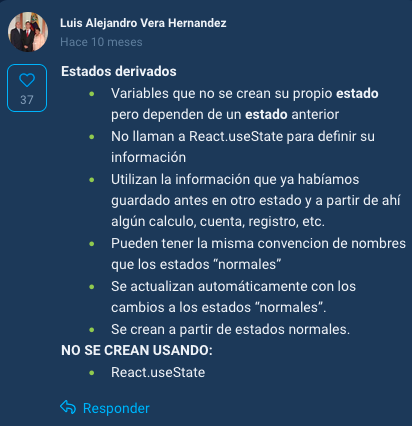 Luis Alejandro Vera Hernandez
Hace 10 meses
37
Estados derivados
• Variables que no se crean su propio estado
pero dependen de un estado anterior
• No llaman a React.useState para definir su
información
• Utilizan la información que ya habíamos
guardado antes en otro estado y a partir de ahí
algún calculo, cuenta, registro, etc.
• Pueden tener la misma convencion de nombres
que los estados “normales”
• Se actualizan automáticamente con los
cambios a los estados “normales”.
• Se crean a partir de estados normales.
NO SE CREAN USANDO:
• React.useState
Responder